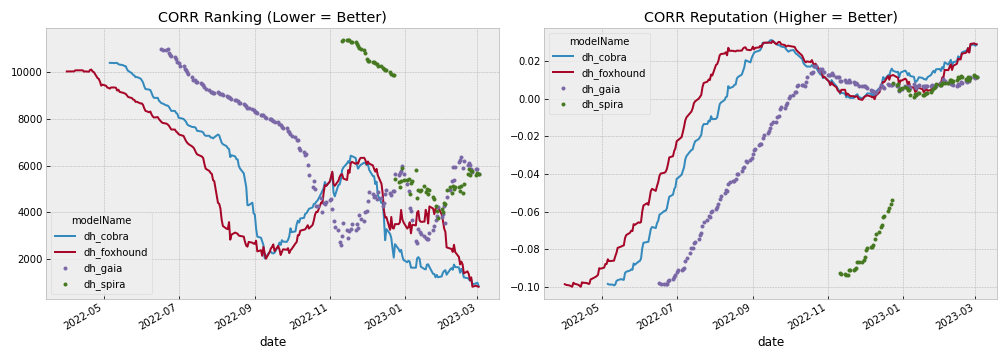 CORR Ranking (Lower = Better)
10000
8000
6000
4000
2000
modelName
dh_cobra
dh_foxhound
dh_gaia
dh_spira
2022-05
2022-07
2022-09
2022-11
2023-01
2023-03
date
CORR Reputation (Higher = Better)
modelName
dh_cobra
dh_foxhound
dh_gaia
dh_spira
0.02
0.00
−0.02
−0.04
−0.06
−0.08
−0.10
2022-05
2022-07
2022-09
2022-11
2023-01
2023-03
date